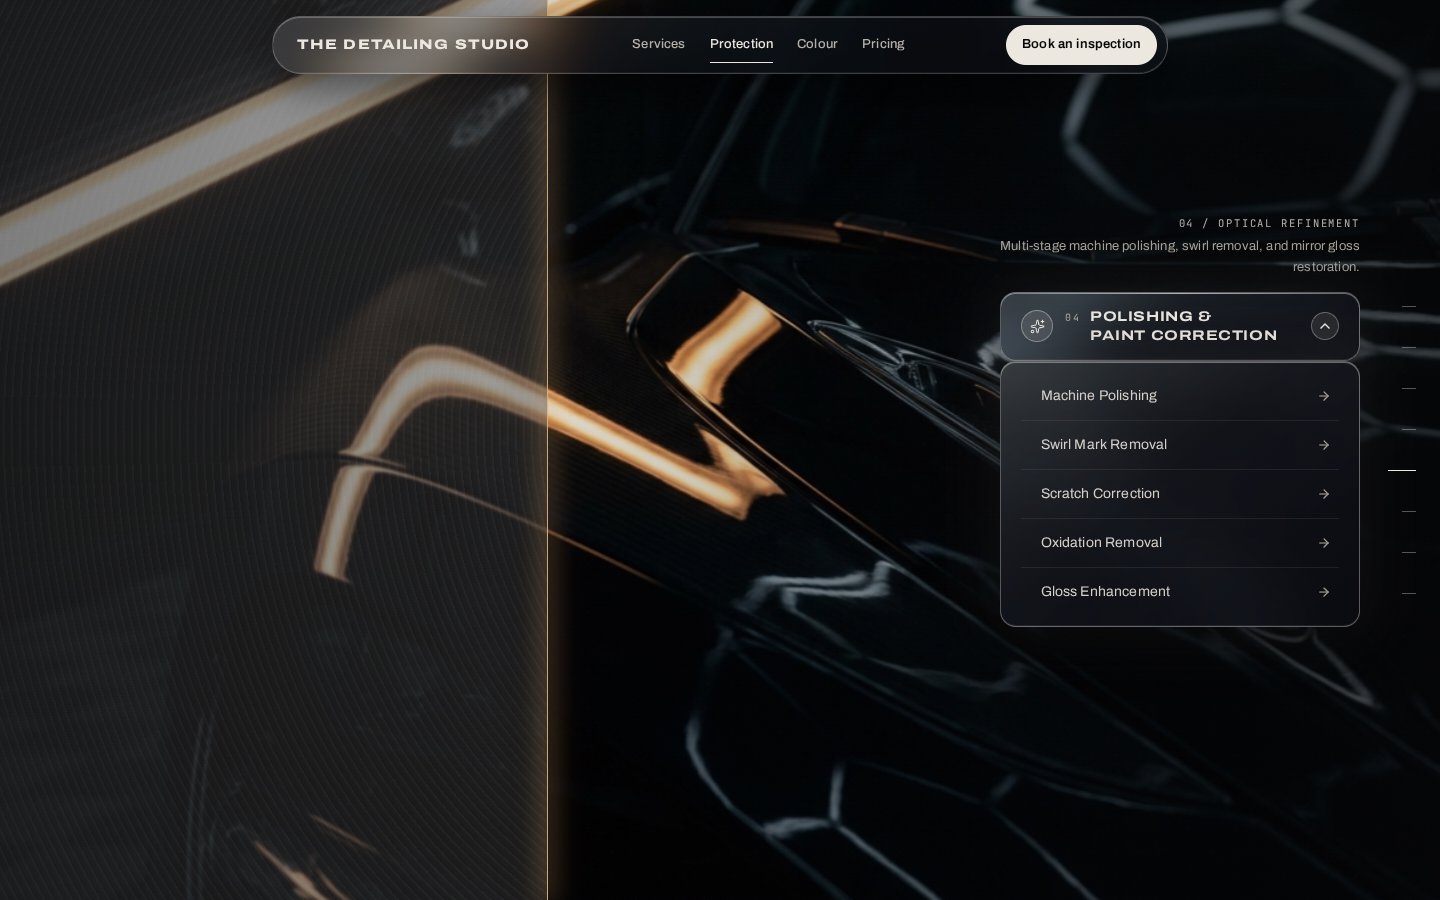 THE DETAILING STUDIO
Services
Protection
Colour
Pricing
Book an inspection
04 / OPTICAL REFINEMENT
Multi-stage machine polishing, swirl removal, and mirror gloss
restoration.
04
POLISHING &
PAINT CORRECTION
Machine Polishing
Swirl Mark Removal
Scratch Correction
Oxidation Removal
Gloss Enhancement